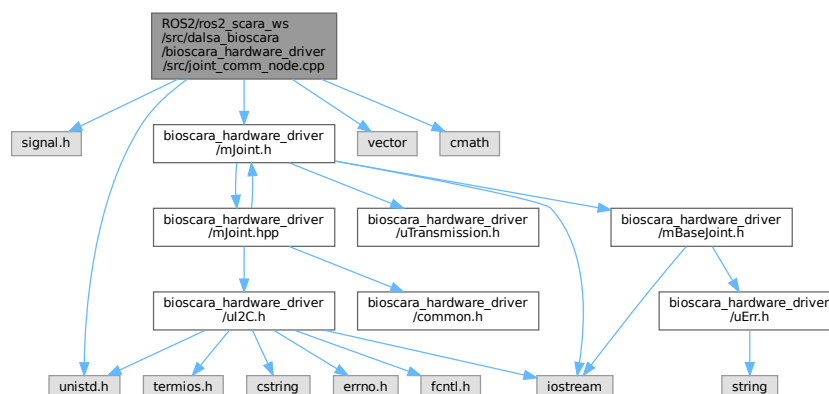 ROS2/ros2_scara_ws
/src/dalsa_bioscara
/bioscara_hardware_driver
/src/joint_comm_node.cpp
signal.h
bioscara_hardware_driver
/mJoint.h
vector
cmath
bioscara_hardware_driver
/mJoint.hpp
bioscara_hardware_driver
/uTransmission.h
bioscara_hardware_driver
/mBaseJoint.h
bioscara_hardware_driver
/uI2C.h
bioscara_hardware_driver
/common.h
bioscara_hardware_driver
/uErr.h
unistd.h
termios.h
cstring
errno.h
fcntl.h
iostream
string